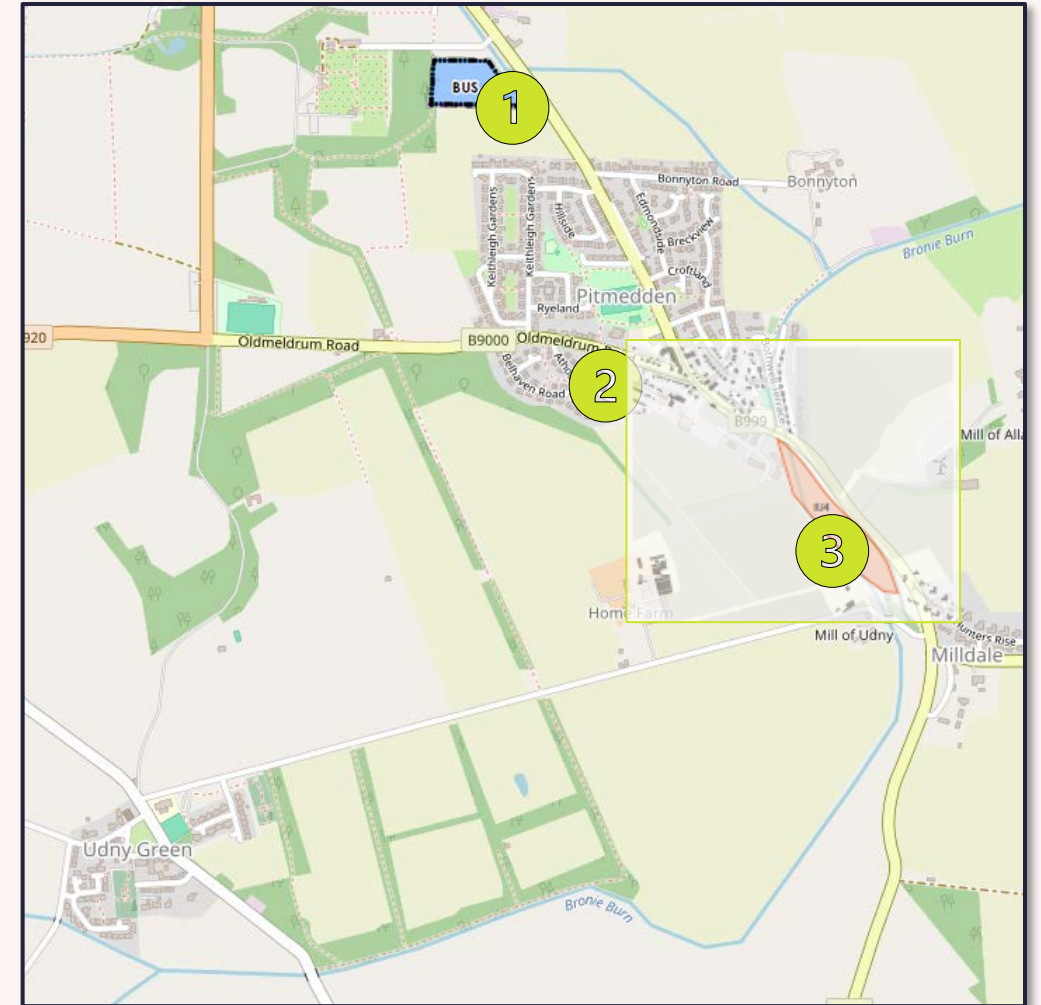 BUS
1
Bonnyton Road
Bonnyton
Keithleigh Gardens
Keithleigh Gardens
Hillside
Edmondside
Breckview
Bronie Burn
Croftland
Pitmedden
Ryeland
920
Oldmeldrum Road
B9000
Oldmeldrum
Belhaven Road
2
Bothwell Terrace
B999
Mill of Alla
3
Home Farm
Mill of Udny
Hunters Rise
Milldale
Udny Green
Bronie Burn